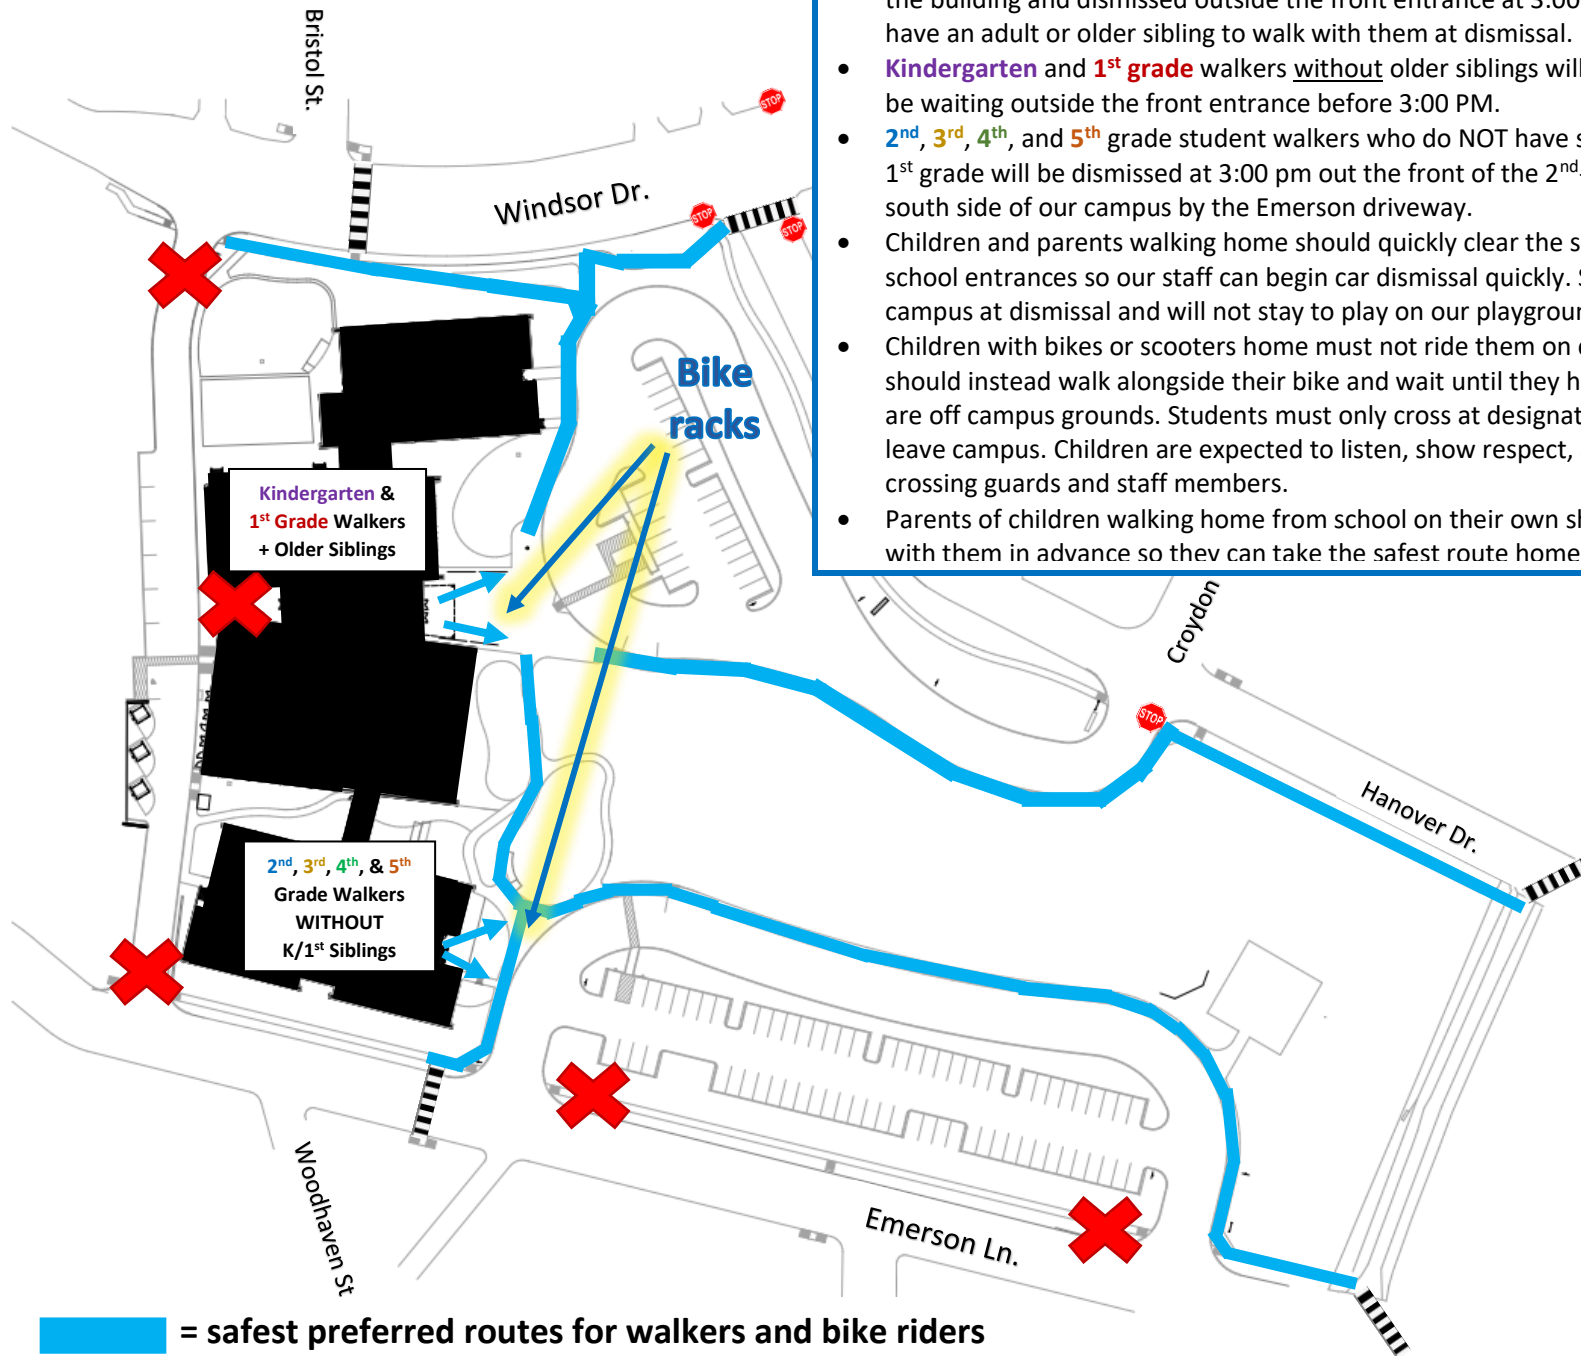 the building and dismissed outside the front entrance at 3:00
have an adult or older sibling to walk with them at dismissal.
• Kindergarten and 1st grade walkers without older siblings will
be waiting outside the front entrance before 3:00 PM.
• 2nd, 3rd, 4th, and 5th grade student walkers who do NOT have s
1st grade will be dismissed at 3:00 pm out the front of the 2nd-
south side of our campus by the Emerson driveway.
• Children and parents walking home should quickly clear the s
school entrances so our staff can begin car dismissal quickly. S
campus at dismissal and will not stay to play on our playgroun
• Children with bikes or scooters home must not ride them on c
should instead walk alongside their bike and wait until they h
are off campus grounds. Students must only cross at designat
leave campus. Children are expected to listen, show respect,
crossing guards and staff members.
• Parents of children walking home from school on their own sh
with them in advance so they can take the safest route home
Bristol St.
STOP
Windsor Dr.
STOP
STOP
Bike
racks
Kindergarten &
1st Grade Walkers
+ Older Siblings
Croydon
STOP
Hanover Dr.
2nd, 3rd, 4th, & 5th
Grade Walkers
WITHOUT
K/1st Siblings
Woodhaven St
Emerson Ln.
= safest preferred routes for walkers and bike riders